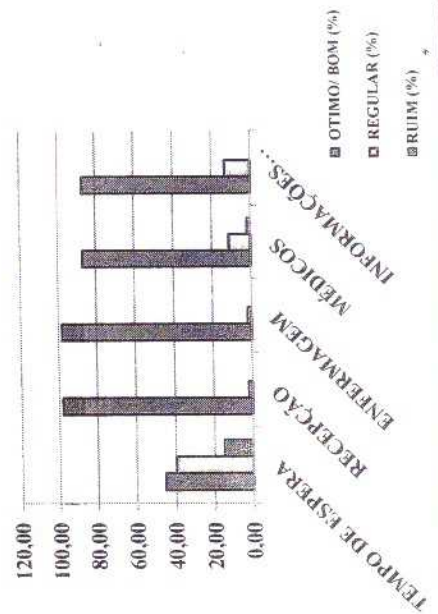 120,00
100,00
80,00
60,00
40,00
20,00
0,00
TEMPO DE ESPERA
RECEPÇÃO
ENFERMAGEM
MÉDICOS
INFORMAÇÕES...
OTIMO/ BOM (%)
REGULAR (%)
RUIM (%)